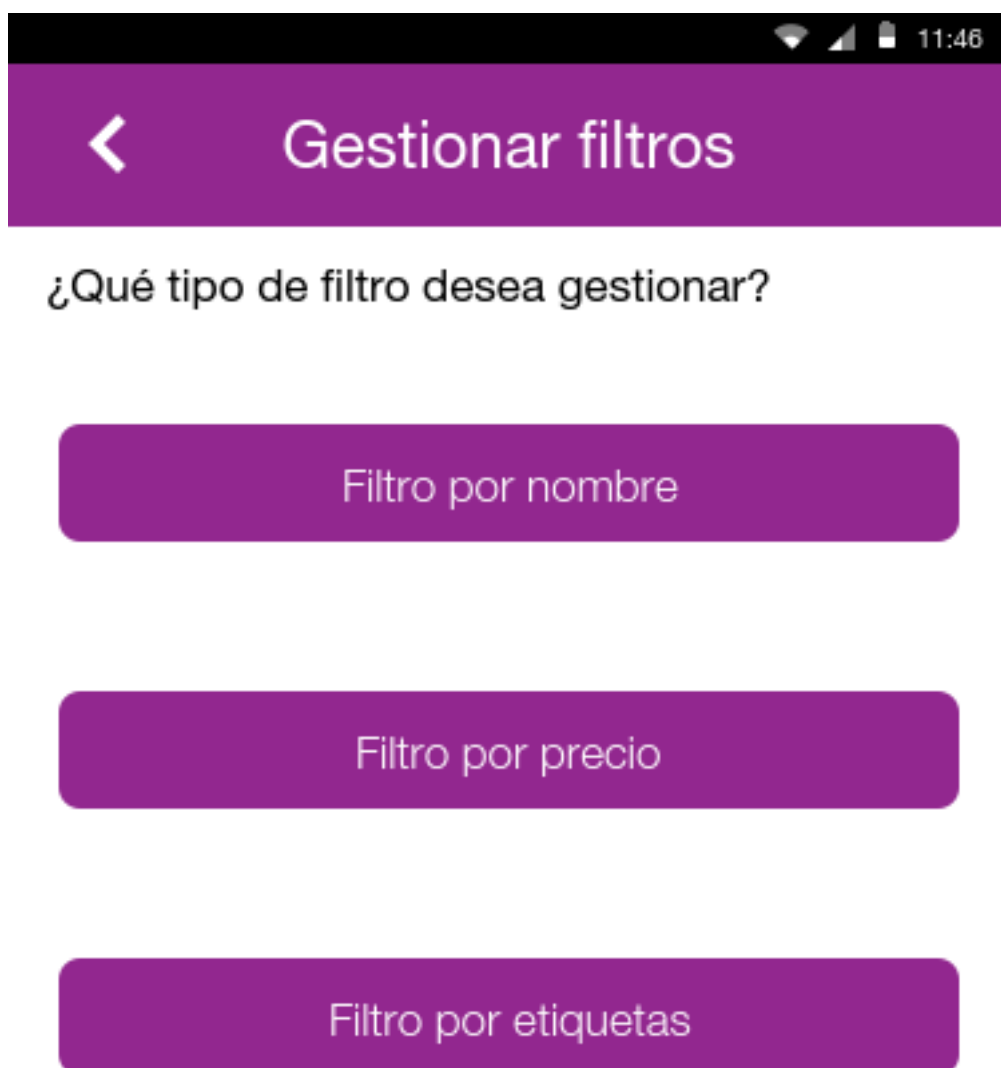 11:46
Gestionar filtros
¿Qué tipo de filtro desea gestionar?
Filtro por nombre
Filtro por precio
Filtro por etiquetas